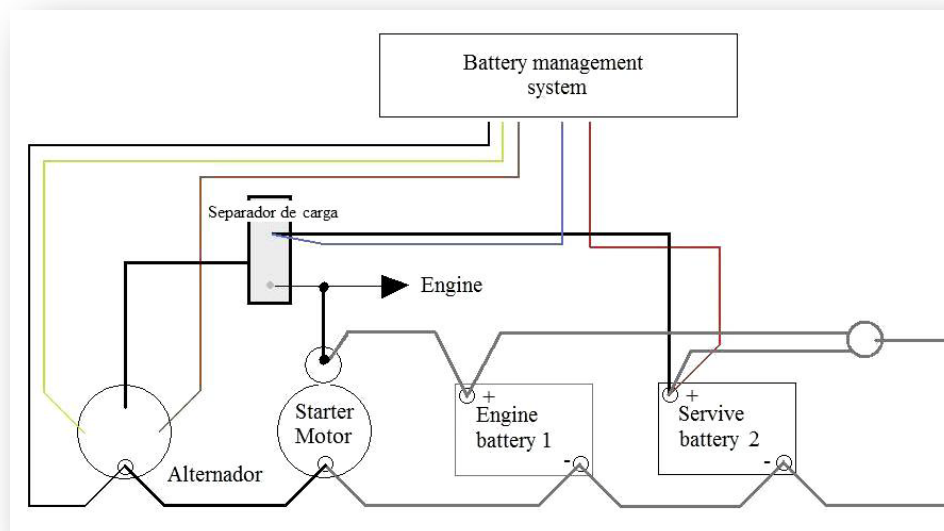 Battery management
system
Separador de carga
Engine
Starter
Motor
+
Engine
battery 1
-
+
Servive
battery 2
-
Alternador